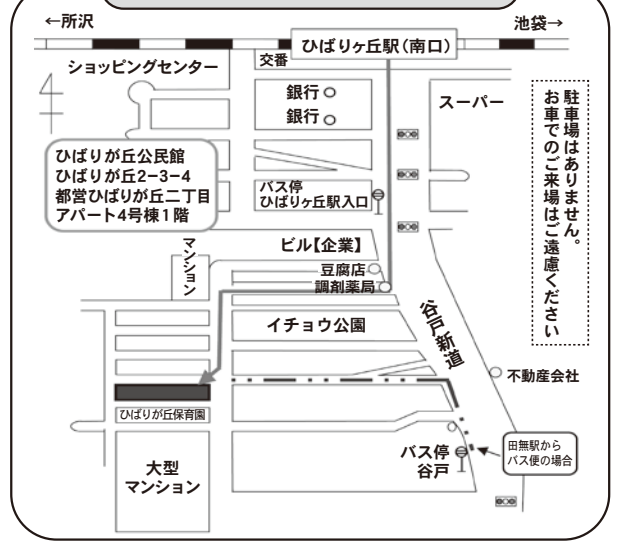 ←所沢
池袋→
ひばりヶ丘駅(南口)
交番
ショッピングセンター
銀行
銀行
スーパー
駐車場はありません。
お車でのご来場はご遠慮ください
ひばりが丘公民館
ひばりが丘2-3-4
都営ひばりが丘二丁目
アパート4号棟1階
バス停
ひばりヶ丘駅入口
ビル【企業】
マンション
豆腐店
調剤薬局
イチョウ公園
谷戸新道
不動産会社
ひばりが丘保育園
大型
マンション
バス停
谷戸
田無駅から
バス便の場合